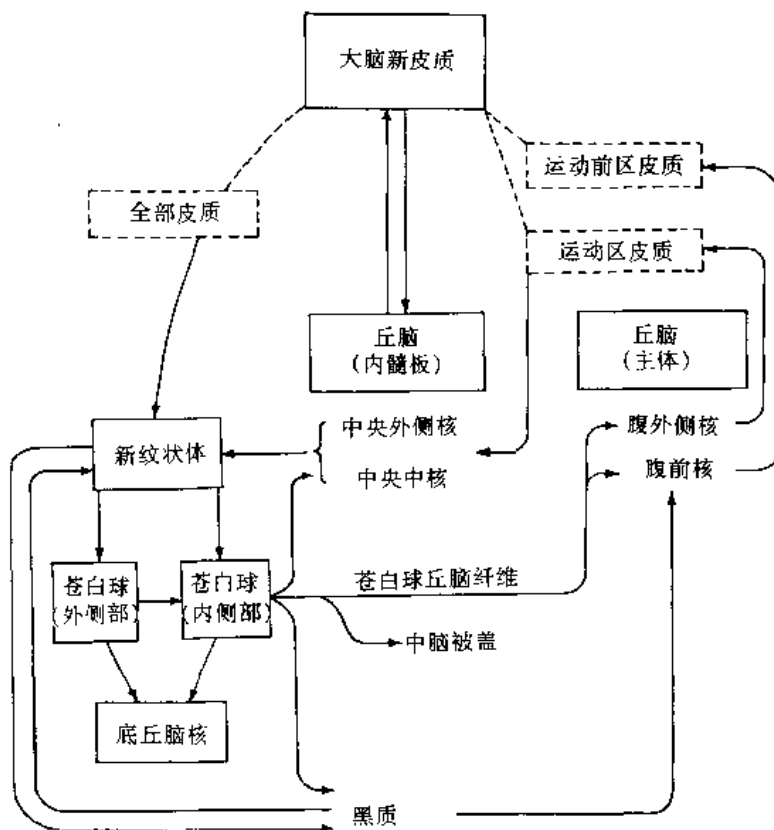 大脑新皮质
运动前区皮质
全部皮质
运动区皮质
丘脑
(内髓板)
丘脑
(主体)
中央外侧核
腹外侧核
新纹状体
中央中核
腹前核
苍白球
(外侧部)
苍白球
(内侧部)
苍白球丘脑纤维
中脑被盖
底丘脑核
黑质